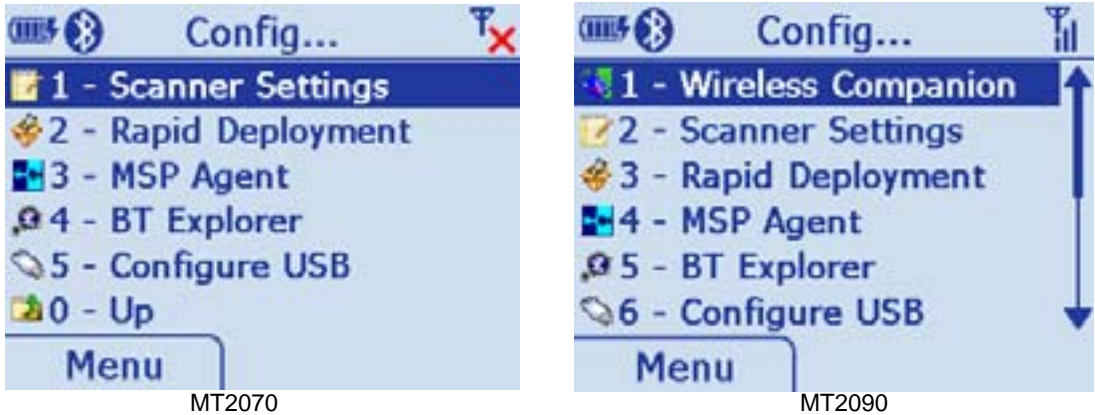 Config...
1 - Scanner Settings
2 - Rapid Deployment
3 - MSP Agent
4 - BT Explorer
5 - Configure USB
0 - Up
Menu
MT2070
Config...
1 - Wireless Companion
2 - Scanner Settings
3 - Rapid Deployment
4 - MSP Agent
5 - BT Explorer
6 - Configure USB
Menu
MT2090